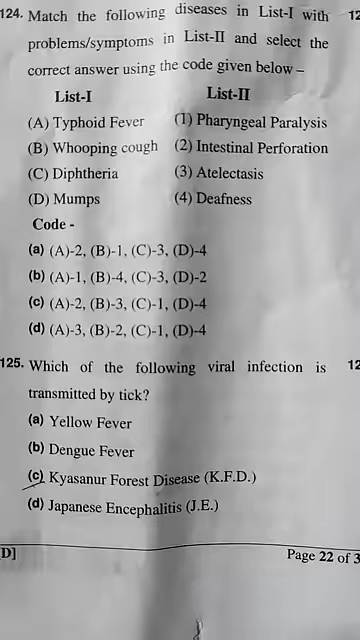 124. Match the following diseases in List-I with 12
problems/symptoms in List-II and select the
correct answer using the code given below –
List-I List-II
(A) Typhoid Fever (1) Pharyngeal Paralysis
(B) Whooping cough (2) Intestinal Perforation
(C) Diphtheria (3) Atelectasis
(D) Mumps (4) Deafness
Code -
(a) (A)-2, (B)-1, (C)-3, (D)-4
(b) (A)-1, (B)-4, (C)-3, (D)-2
(c) (A)-2, (B)-3, (C)-1, (D)-4
(d) (A)-3, (B)-2, (C)-1, (D)-4
125. Which of the following viral infection is 12
transmitted by tick?
(a) Yellow Fever
(b) Dengue Fever
(c) Kyasanur Forest Disease (K.F.D.)
(d) Japanese Encephalitis (J.E.)
[D] Page 22 of 3